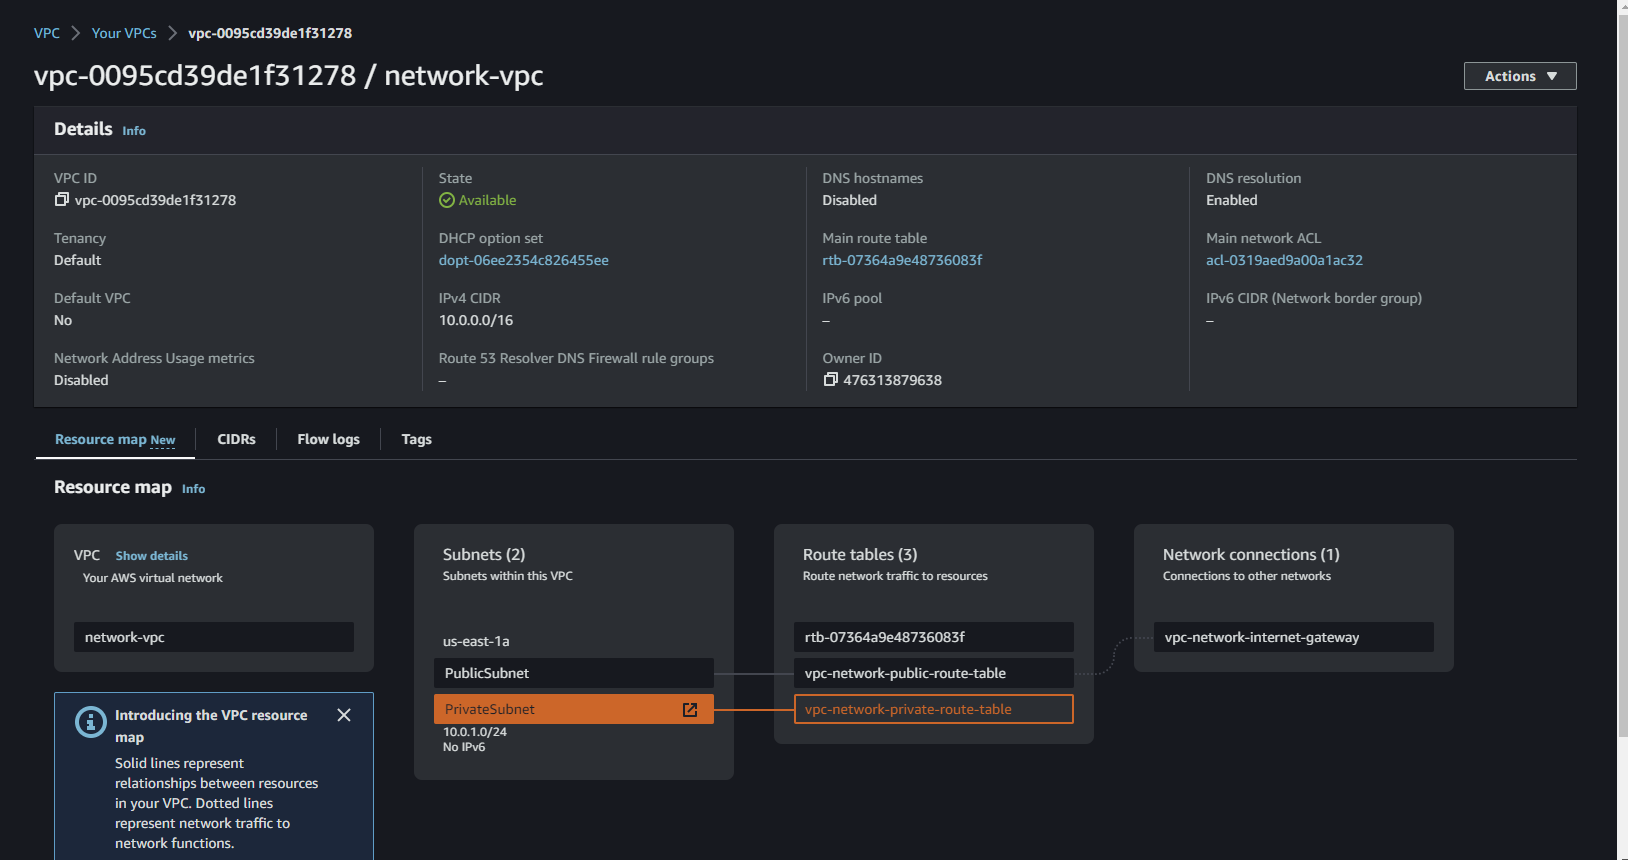 VPC > Your VPCs > vpc-0095cd39de1f31278
vpc-0095cd39de1f31278 / network-vpc
Actions ▼
Details Info
VPC ID
vpc-0095cd39de1f31278
State
Available
DNS hostnames
Disabled
DNS resolution
Enabled
Tenancy
Default
DHCP option set
dopt-06ee2354c826455ee
Main route table
rtb-07364a9e48736083f
Main network ACL
acl-0319aed9a00a1ac32
Default VPC
No
IPv4 CIDR
10.0.0.0/16
IPv6 pool
–
IPv6 CIDR (Network border group)
–
Network Address Usage metrics
Disabled
Route 53 Resolver DNS Firewall rule groups
–
Owner ID
476313879638
Resource map New
CIDRs
Flow logs
Tags
Resource map Info
VPC Show details
Your AWS virtual network
network-vpc
Introducing the VPC resource
map
Solid lines represent
relationships between resources
in your VPC. Dotted lines
represent network traffic to
network functions.
Subnets (2)
Subnets within this VPC
us-east-1a
PublicSubnet
PrivateSubnet
10.0.1.0/24
No IPv6
Route tables (3)
Route network traffic to resources
rtb-07364a9e48736083f
vpc-network-public-route-table
vpc-network-private-route-table
Network connections (1)
Connections to other networks
vpc-network-internet-gateway